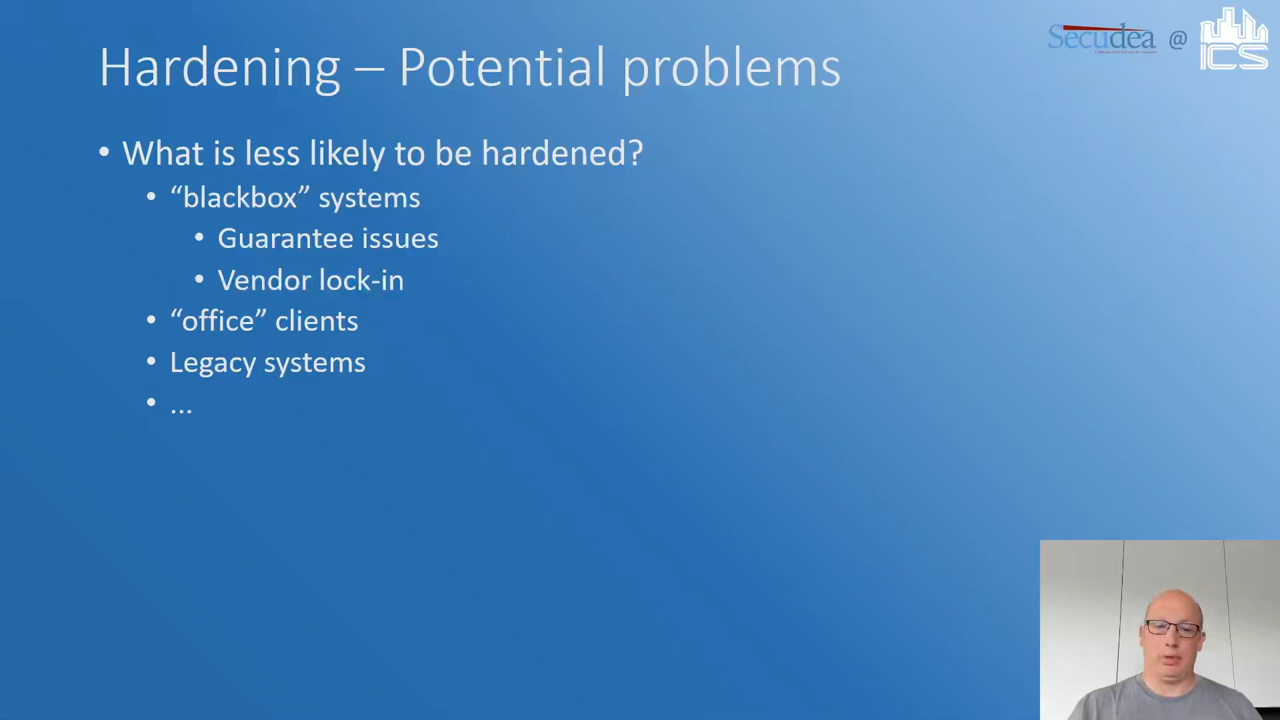 Hardening – Potential problems
Secudea @ ICS
• What is less likely to be hardened?
• “blackbox” systems
• Guarantee issues
• Vendor lock-in
• “office” clients
• Legacy systems
• ...